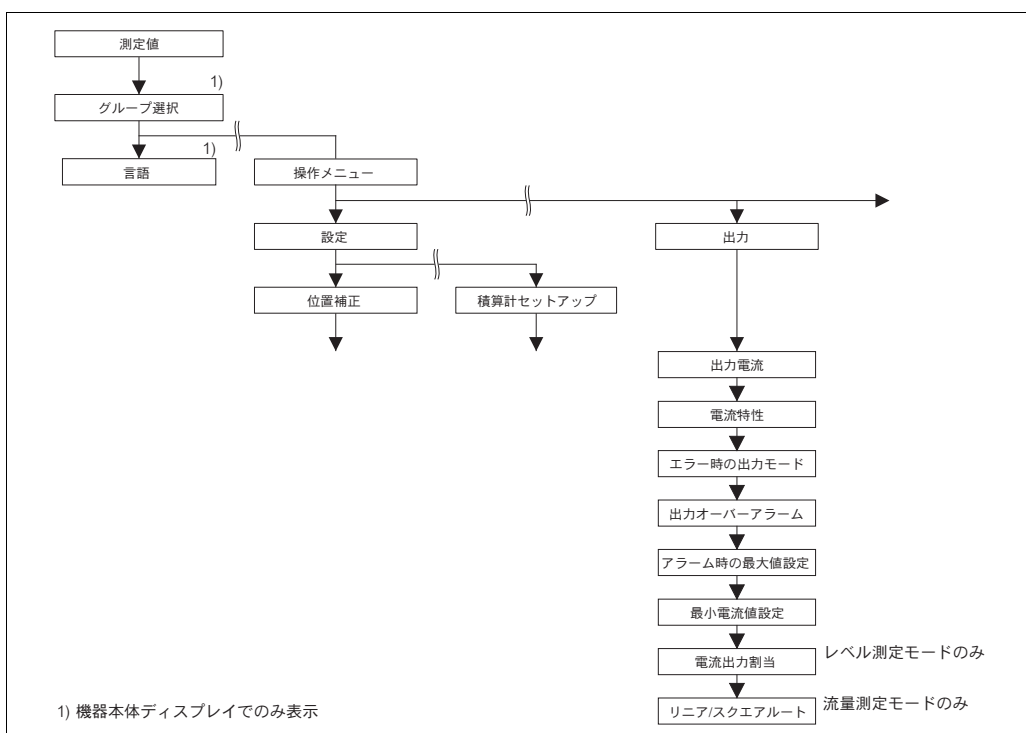 測定値
1)
グループ選択
1)
言語
操作メニュー
設定
出力
位置補正
積算計セットアップ
出力電流
電流特性
エラー時の出力モード
出力オーバーアラーム
アラーム時の最大値設定
最小電流値設定
電流出力割当
レベル測定モードのみ
リニア/スクエアルート
流量測定モードのみ
1) 機器本体ディスプレイでのみ表示